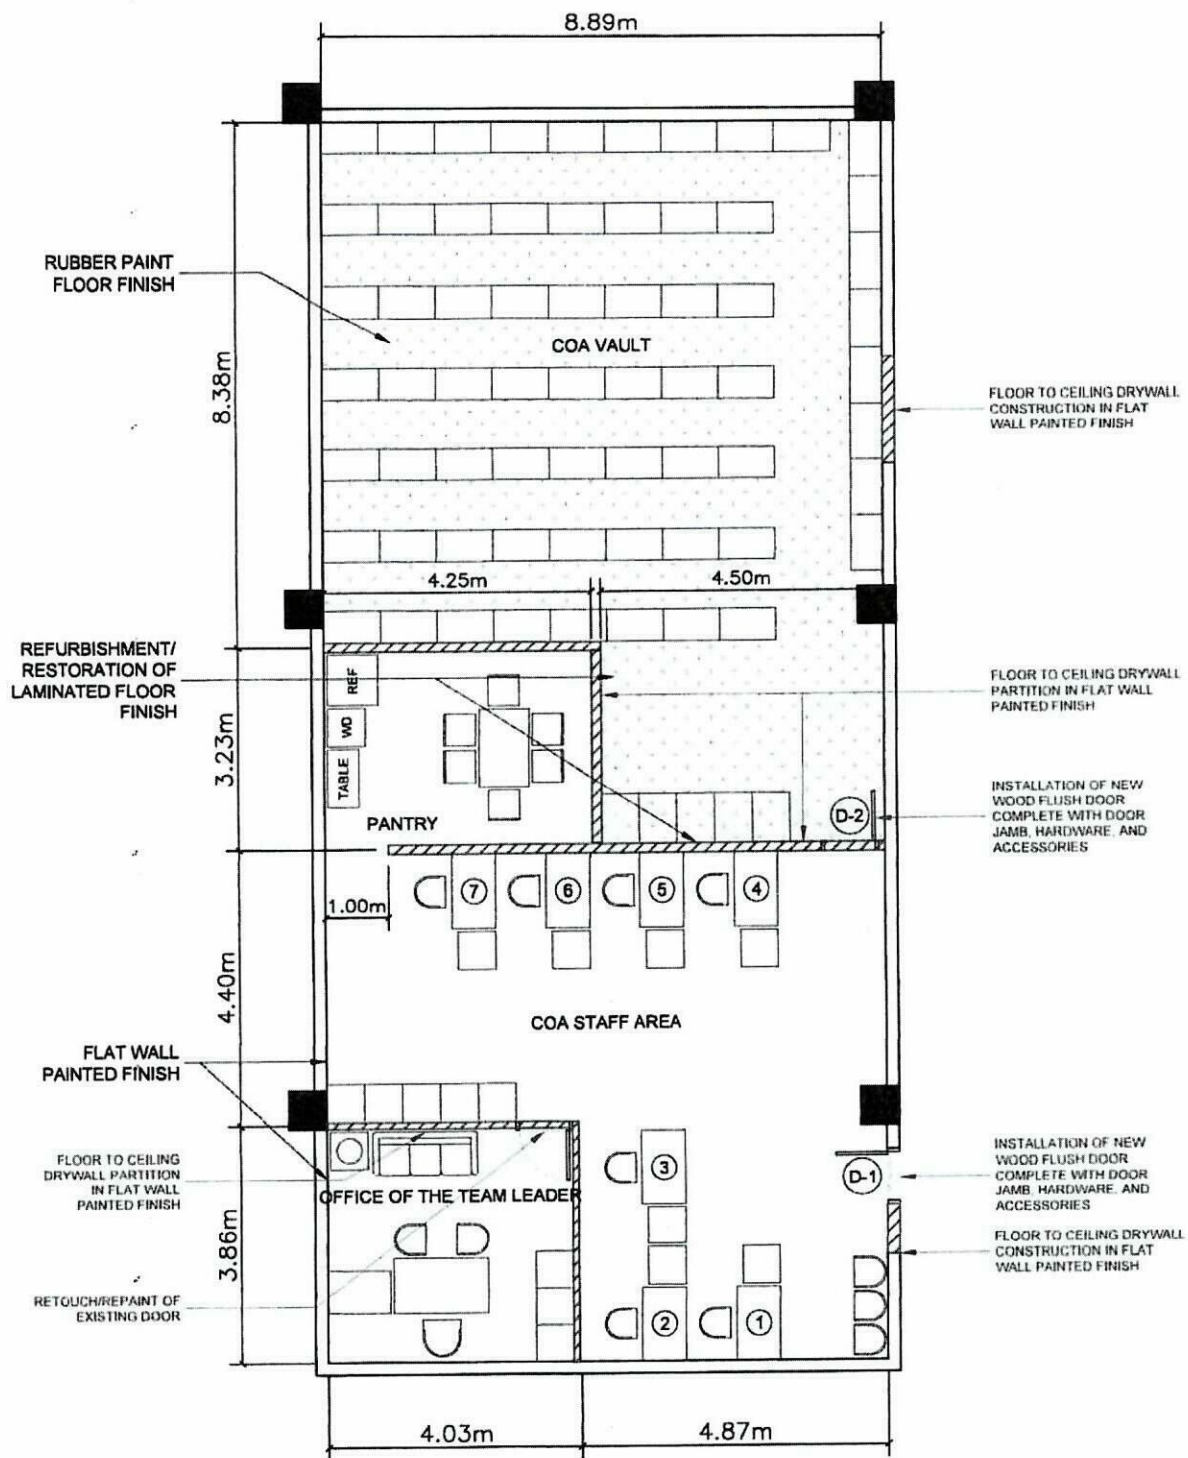 8.89m
RUBBER PAINT
FLOOR FINISH
COA VAULT
8.38m
FLOOR TO CEILING DRYWALL
CONSTRUCTION IN FLAT
WALL PAINTED FINISH
4.25m
4.50m
REFURBISHMENT/
RESTORATION OF
LAMINATED FLOOR
FINISH
REF
WD
TABLE
3.23m
PANTRY
FLOOR TO CEILING DRYWALL
PARTITION IN FLAT WALL
PAINTED FINISH
D-2
INSTALLATION OF NEW
WOOD FLUSH DOOR
COMPLETE WITH DOOR
JAMB, HARDWARE, AND
ACCESSORIES
7
6
5
4
1.00m
4.40m
COA STAFF AREA
FLAT WALL
PAINTED FINISH
FLOOR TO CEILING
DRYWALL PARTITION
IN FLAT WALL
PAINTED FINISH
OFFICE OF THE TEAM LEADER
3
D-1
INSTALLATION OF NEW
WOOD FLUSH DOOR
COMPLETE WITH DOOR
JAMB, HARDWARE, AND
ACCESSORIES
3.86m
FLOOR TO CEILING DRYWALL
CONSTRUCTION IN FLAT
WALL PAINTED FINISH
RETOUCH/REPAINT OF
EXISTING DOOR
2
1
4.03m
4.87m